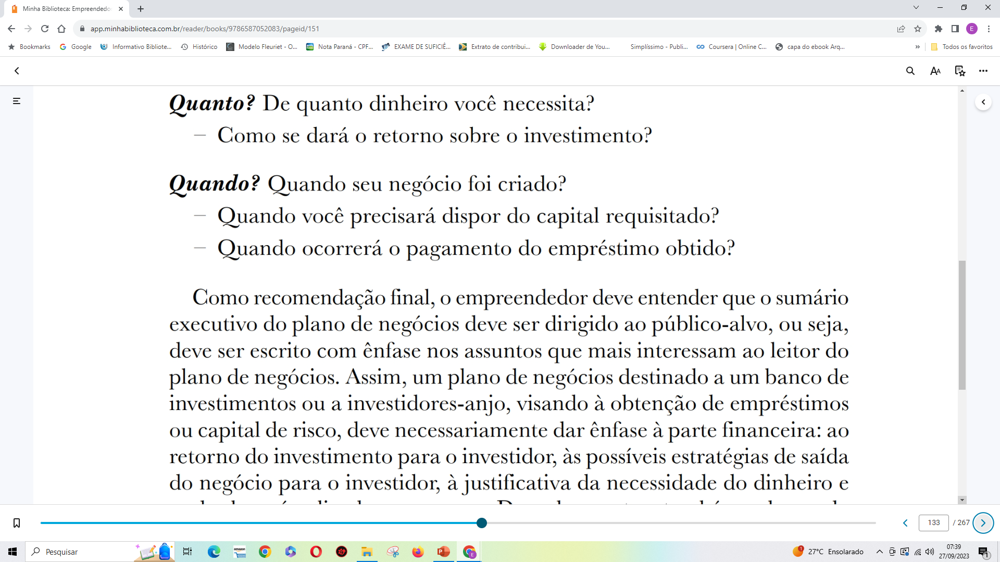 Minha Biblioteca: Empreendedo
app.minhabiblioteca.com.br/reader/books/9786587052083/pageid/151
E
Bookmarks Google Informativo Bibliote... Histórico Modelo Fleuriet - O... Nota Paraná - CPF... EXAME DE SUFICIÊ... Extrato de contribui... Downloader de You... Simplíssimo - Publi... Coursera | Online C... capa do ebook Arq... » Todos os favoritos
AA
Quanto? De quanto dinheiro você necessita?
– Como se dará o retorno sobre o investimento?
Quando? Quando seu negócio foi criado?
– Quando você precisará dispor do capital requisitado?
– Quando ocorrerá o pagamento do empréstimo obtido?
Como recomendação final, o empreendedor deve entender que o sumário
executivo do plano de negócios deve ser dirigido ao público-alvo, ou seja,
deve ser escrito com ênfase nos assuntos que mais interessam ao leitor do
plano de negócios. Assim, um plano de negócios destinado a um banco de
investimentos ou a investidores-anjo, visando à obtenção de empréstimos
ou capital de risco, deve necessariamente dar ênfase à parte financeira: ao
retorno do investimento para o investidor, às possíveis estratégias de saída
do negócio para o investidor, à justificativa da necessidade do dinheiro e
133 / 267
Pesquisar
amazon
1
27°C Ensolarado
07:39
27/09/2023
1